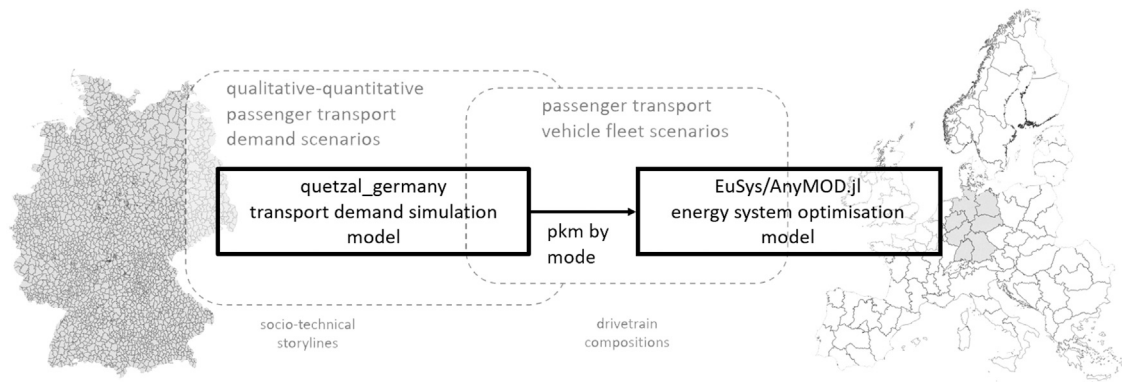 qualitative-quantitative
passenger transport
demand scenarios
passenger transport
vehicle fleet scenarios
quetzal_germany
transport demand simulation
model
pkm by
mode
EuSys/AnyMOD.jl
energy system optimisation
model
socio-technical
storylines
drivetrain
compositions